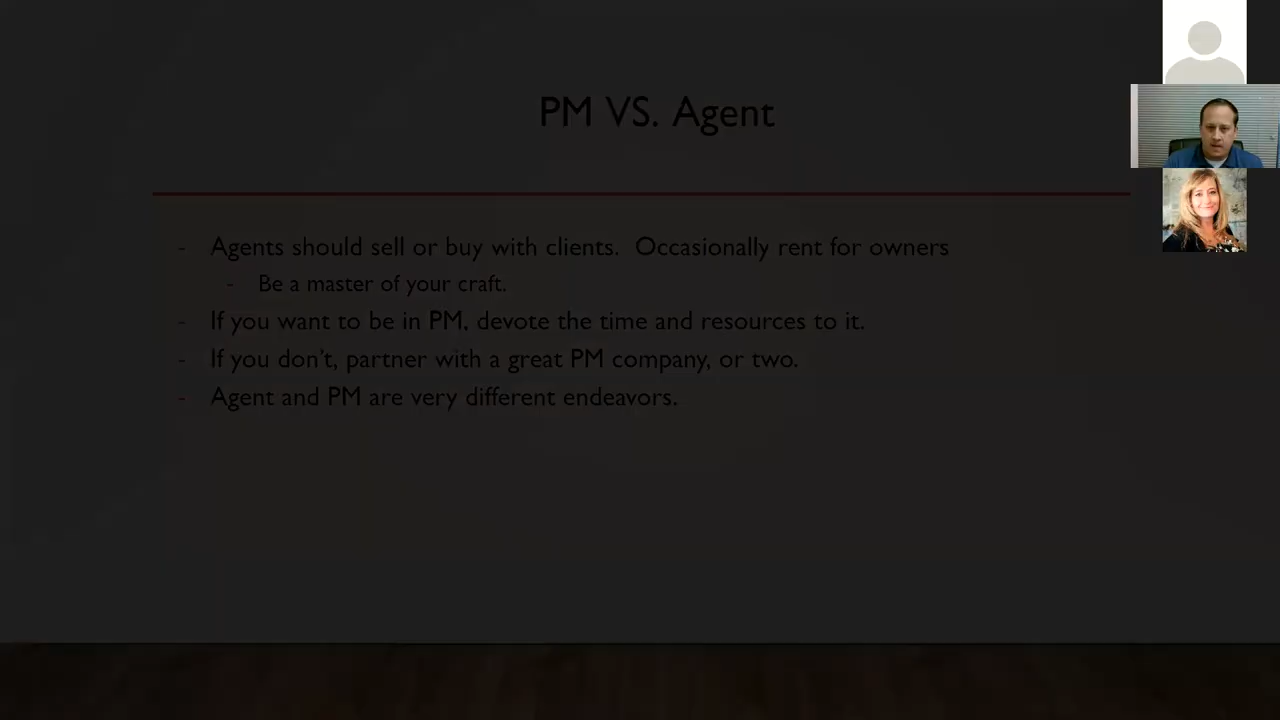 PM VS. Agent
- Agents should sell or buy with clients.  Occasionally rent for owners
- Be a master of your craft.
- If you want to be in PM, devote the time and resources to it.
- If you don't, partner with a great PM company, or two.
- Agent and PM are very different endeavors.